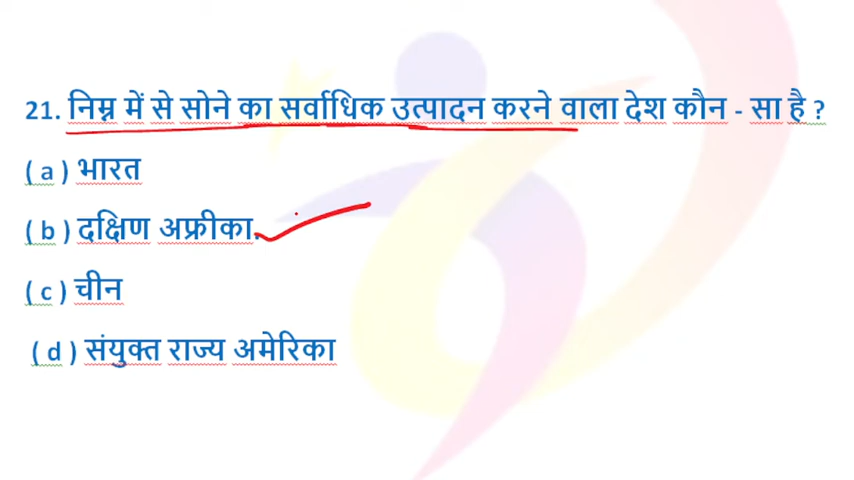 21. निम्न में से सोने का सर्वाधिक उत्पादन करने वाला देश कौन - सा है ?
( a ) भारत
( b ) दक्षिण अफ्रीका.
( c ) चीन
( d ) संयुक्त राज्य अमेरिका